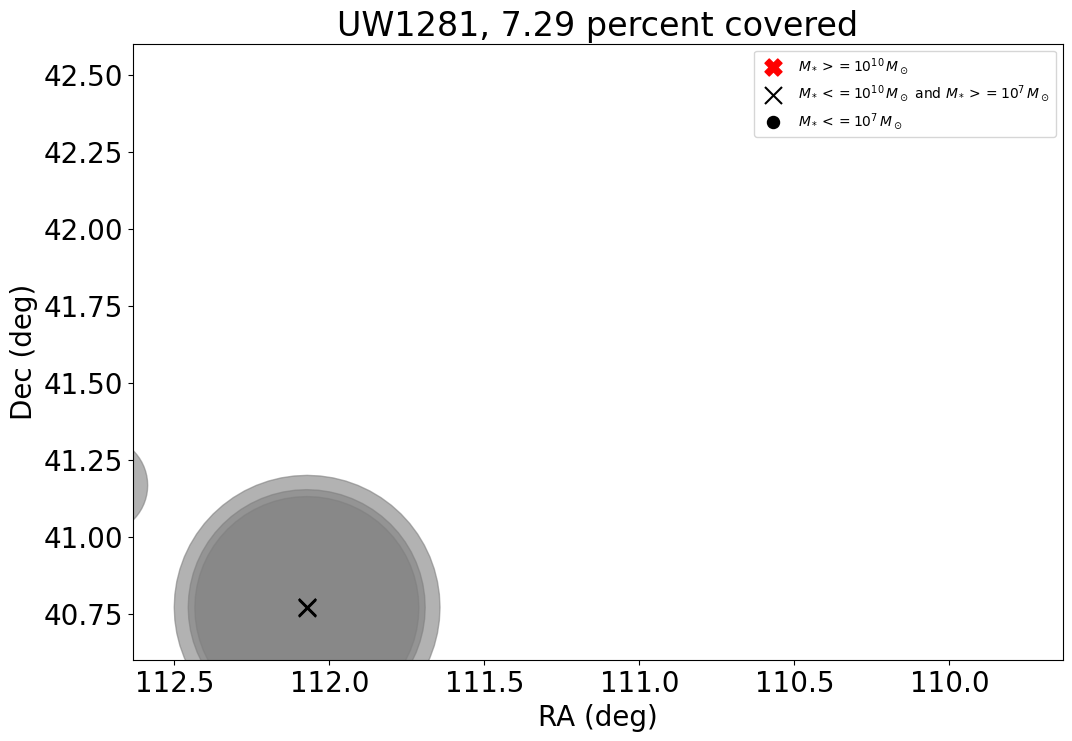 UW1281, 7.29 percent covered
M* >= 10^10 M⊙
M* <= 10^10 M⊙ and M* >= 10^7 M⊙
M* <= 10^7 M⊙
42.50
42.25
42.00
41.75
41.50
41.25
41.00
40.75
Dec (deg)
112.5 112.0 111.5 111.0 110.5 110.0
RA (deg)